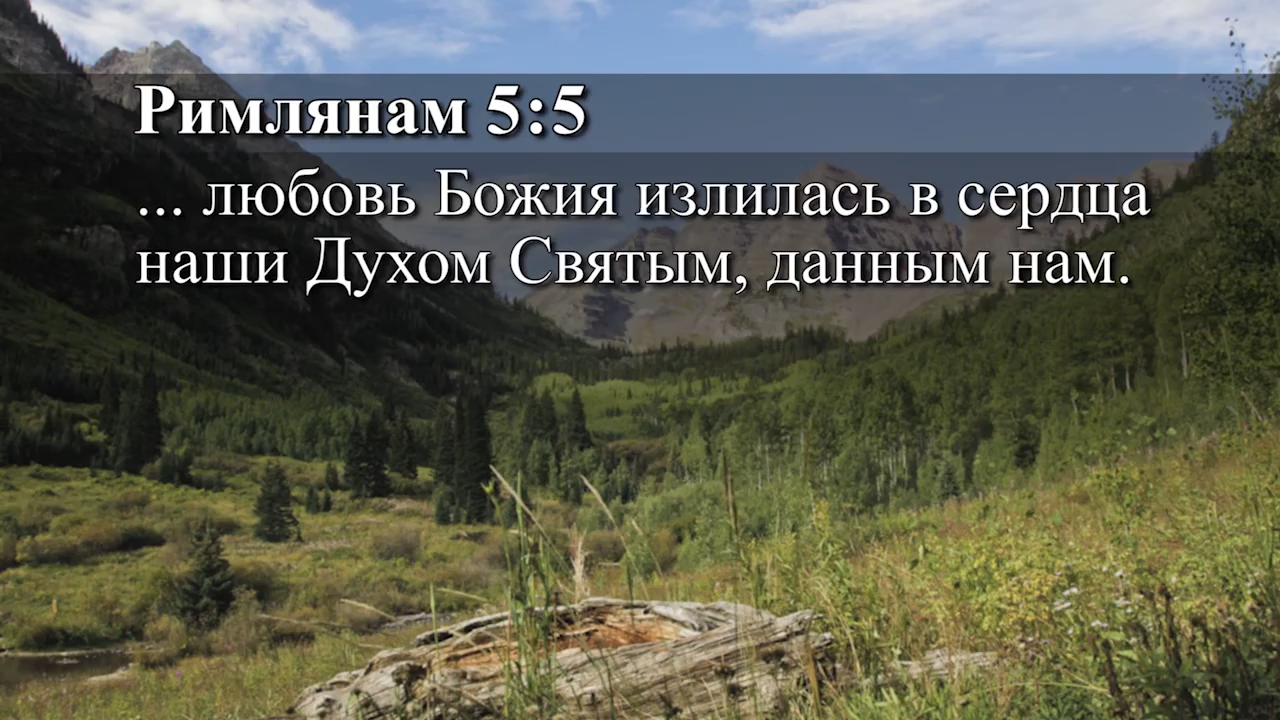 Римлянам 5:5
... любовь Божия излилась в сердца
наши Духом Святым, данным нам.